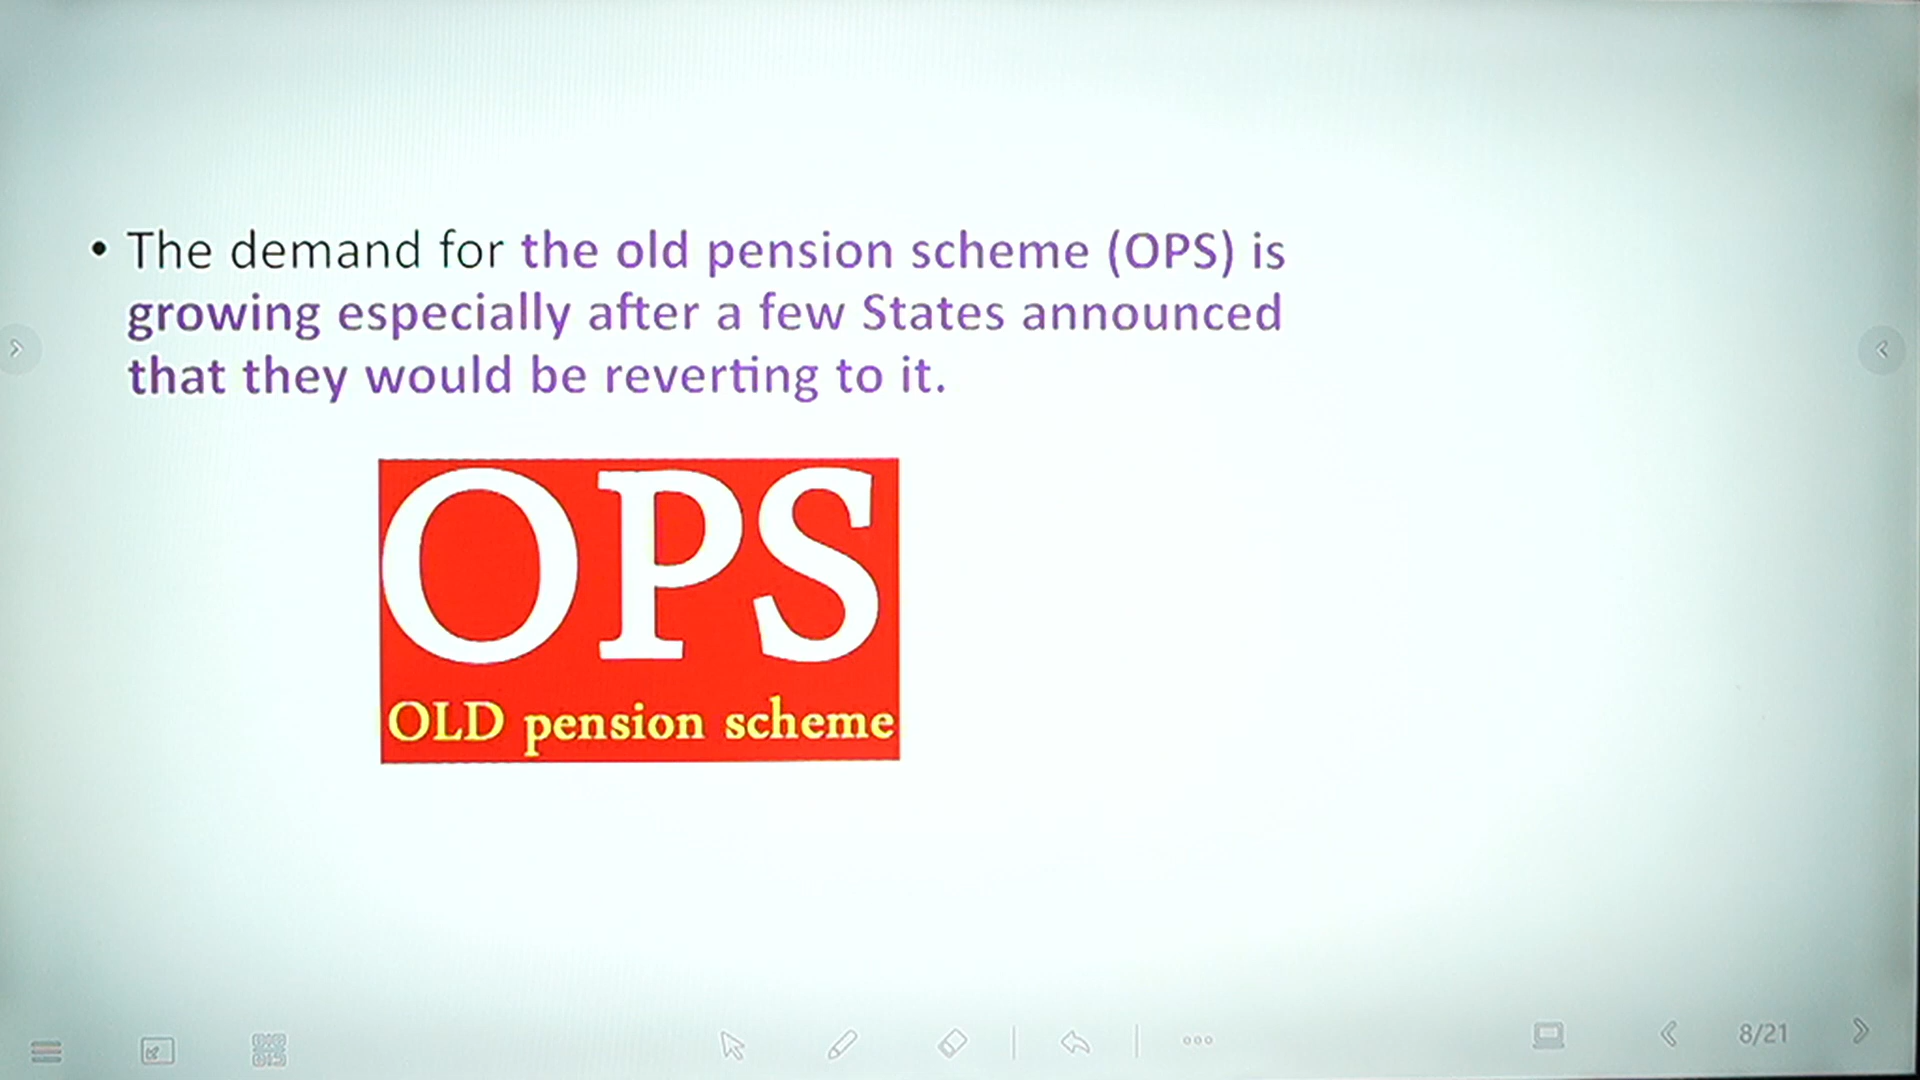 • The demand for the old pension scheme (OPS) is
growing especially after a few States announced
that they would be reverting to it.
OPS
OLD pension scheme
8/21